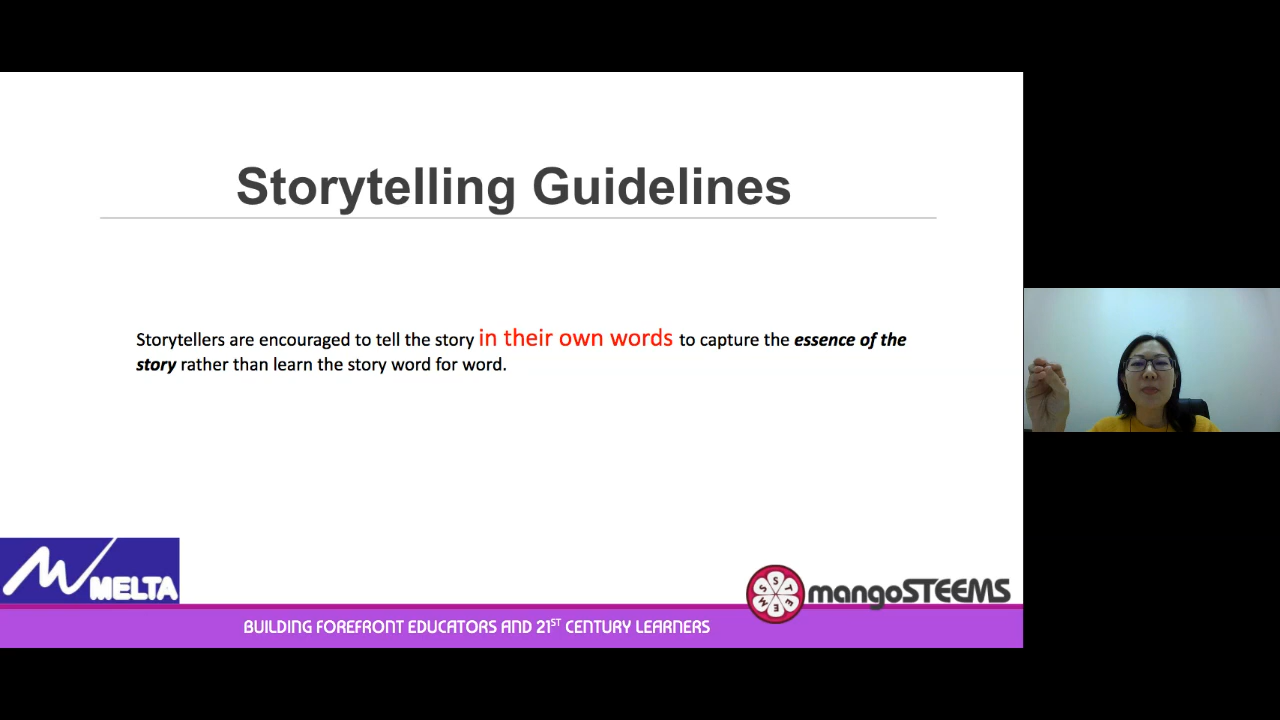 Storytelling Guidelines
Storytellers are encouraged to tell the story in their own words to capture the essence of the
story rather than learn the story word for word.
MELTA
S T E E M S
mangoSTEEMS
BUILDING FOREFRONT EDUCATORS AND 21ST CENTURY LEARNERS